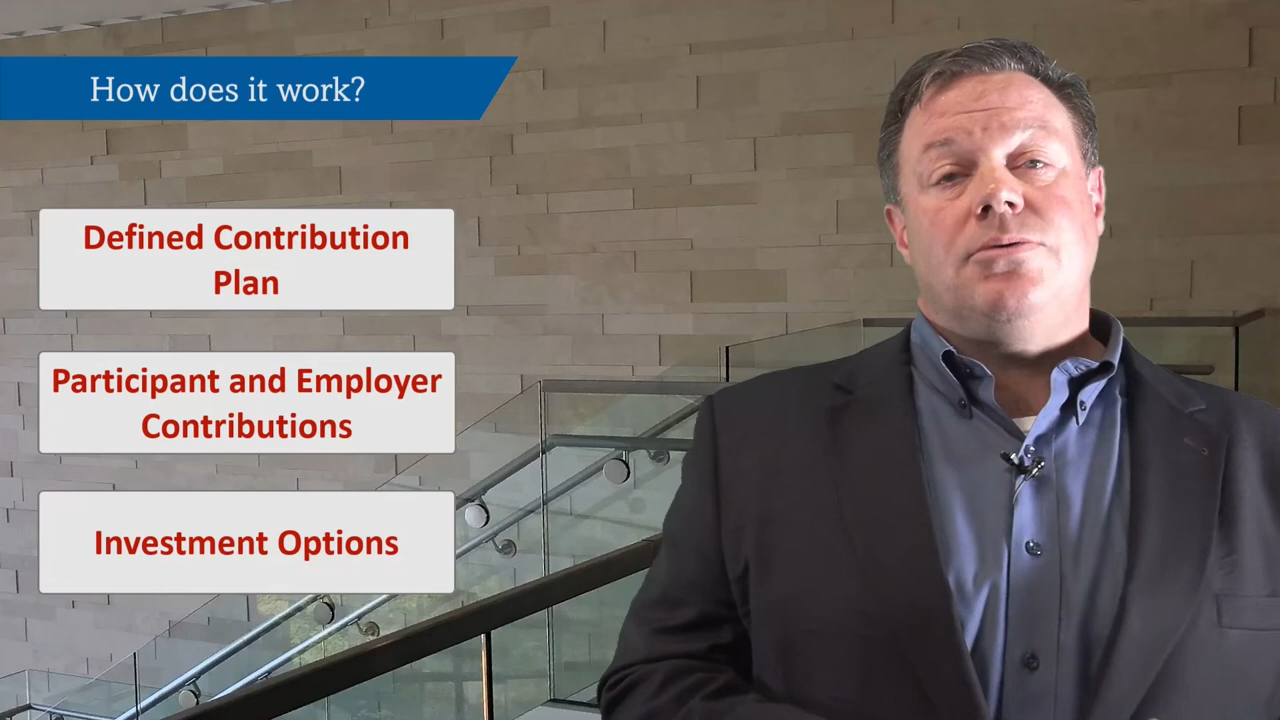 How does it work?
Defined Contribution
Plan
Participant and Employer
Contributions
Investment Options